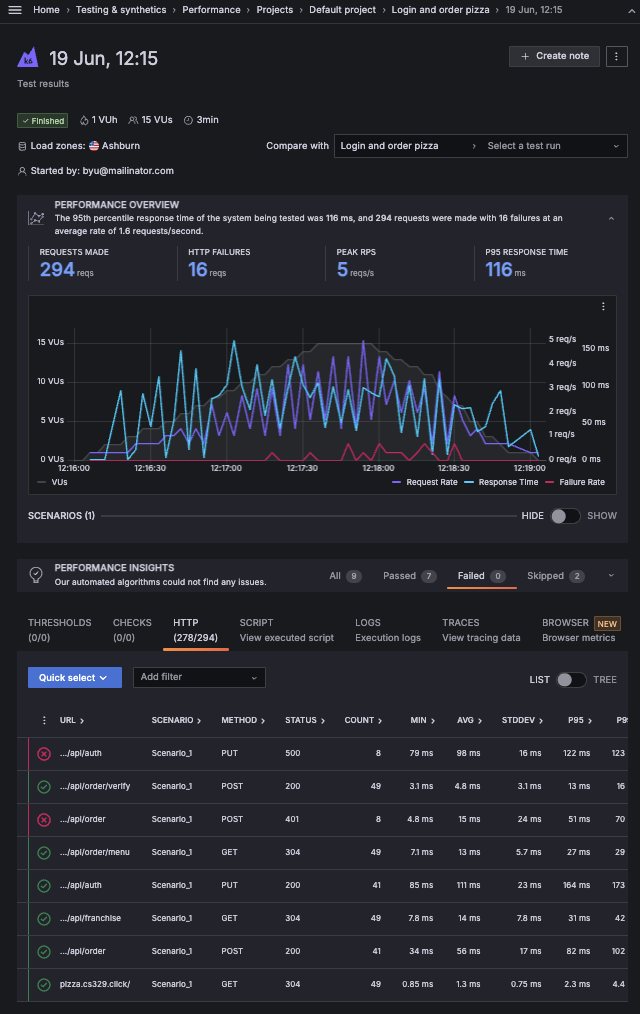 Home › Testing & synthetics › Performance › Projects › Default project › Login and order pizza › 19 Jun, 12:15
k6 19 Jun, 12:15
+ Create note
Test results
✓ Finished 1 VUh 15 VUs 3min
Load zones: Ashburn
Compare with Login and order pizza › Select a test run
Started by: byu@mailinator.com
PERFORMANCE OVERVIEW
The 95th percentile response time of the system being tested was 116 ms, and 294 requests were made with 16 failures at an
average rate of 1.6 requests/second.
REQUESTS MADE HTTP FAILURES PEAK RPS P95 RESPONSE TIME
294 reqs 16 reqs 5 reqs/s 116 ms
15 VUs
10 VUs
5 VUs
0 VUs
5 req/s
4 req/s
3 req/s
2 req/s
1 req/s
0 req/s
150 ms
100 ms
50 ms
0 ms
12:16:00 12:16:30 12:17:00 12:17:30 12:18:00 12:18:30 12:19:00
VUs Request Rate Response Time Failure Rate
SCENARIOS (1) HIDE SHOW
PERFORMANCE INSIGHTS
Our automated algorithms could not find any issues.
All 9 Passed 7 Failed 0 Skipped 2
THRESHOLDS CHECKS HTTP SCRIPT LOGS TRACES BROWSER NEW
(0/0) (0/0) (278/294) View executed script Execution logs View tracing data Browser metrics
Quick select Add filter LIST TREE
URL › SCENARIO › METHOD › STATUS › COUNT › MIN › AVG › STDDEV › P95 › P9
.../api/auth Scenario_1 PUT 500 8 79 ms 98 ms 16 ms 122 ms 123
.../api/order/verify Scenario_1 POST 200 49 3.1 ms 4.8 ms 3.1 ms 13 ms 16
.../api/order Scenario_1 POST 401 8 4.8 ms 15 ms 24 ms 51 ms 70
.../api/order/menu Scenario_1 GET 304 49 7.1 ms 13 ms 5.7 ms 27 ms 29
.../api/auth Scenario_1 PUT 200 41 85 ms 111 ms 23 ms 164 ms 173
.../api/franchise Scenario_1 GET 304 49 7.8 ms 14 ms 7.8 ms 31 ms 42
.../api/order Scenario_1 POST 200 41 34 ms 56 ms 17 ms 82 ms 102
pizza.cs329.click/ Scenario_1 GET 304 49 0.85 ms 1.3 ms 0.75 ms 2.3 ms 4.4